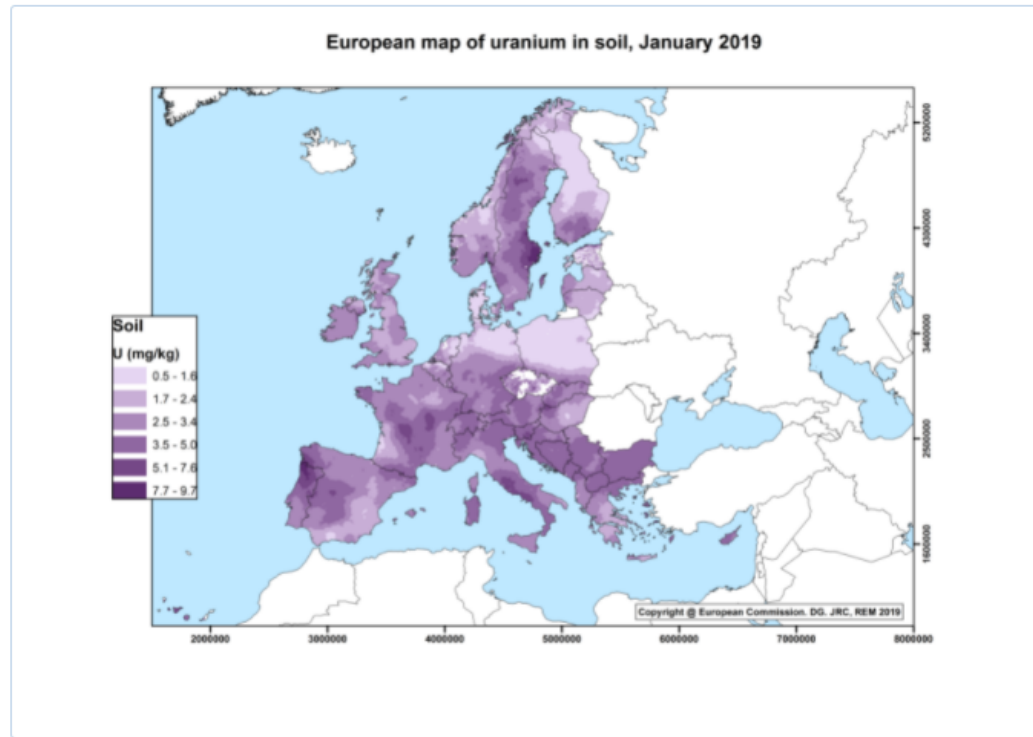 European map of uranium in soil, January 2019
5200000
4300000
3400000
2500000
1600000
Soil
U (mg/kg)
0.5 - 1.6
1.7 - 2.4
2.5 - 3.4
3.5 - 5.0
5.1 - 7.6
7.7 - 9.7
Copyright @ European Commission. DG. JRC, REM 2019
2000000
3000000
4000000
5000000
6000000
7000000
8000000